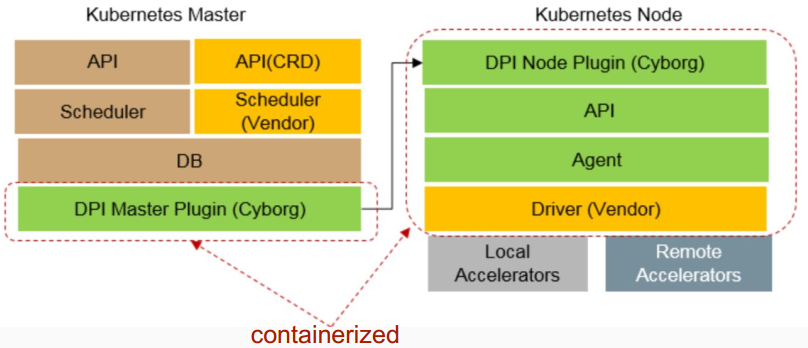 Kubernetes Master
API
API(CRD)
Scheduler
Scheduler
(Vendor)
DB
DPI Master Plugin (Cyborg)
Kubernetes Node
DPI Node Plugin (Cyborg)
API
Agent
Driver (Vendor)
Local
Accelerators
Remote
Accelerators
containerized